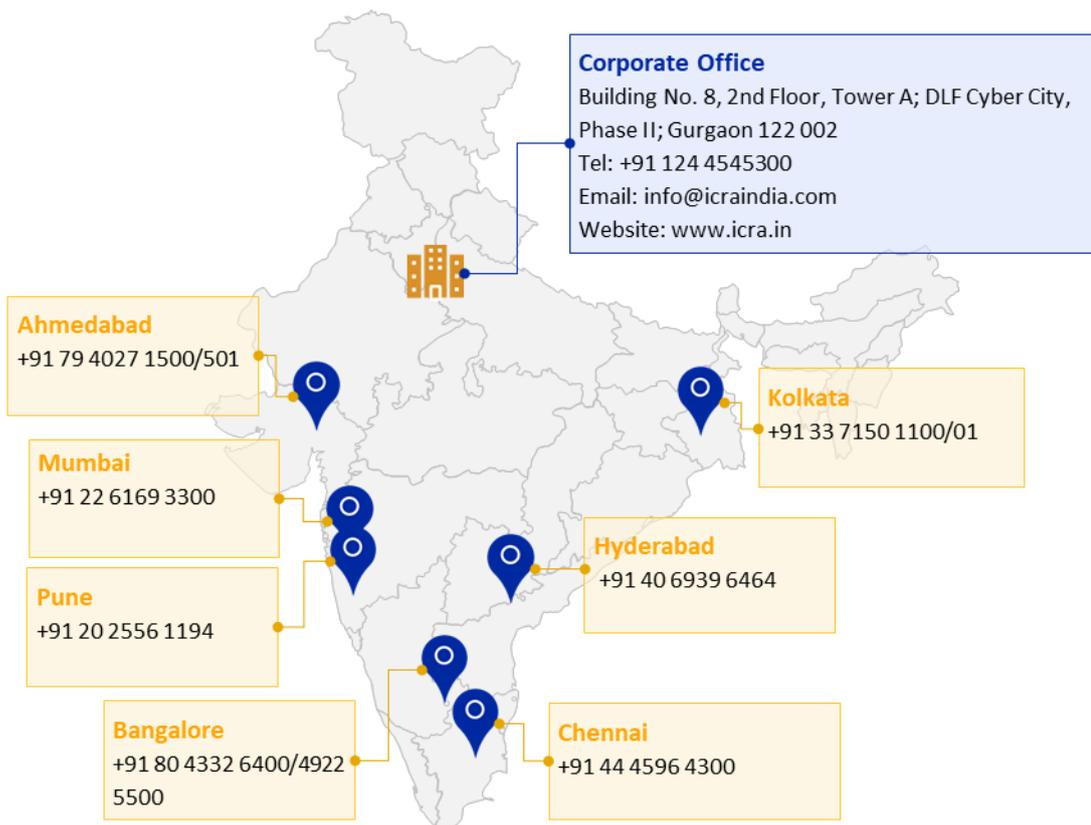 Corporate Office
Building No. 8, 2nd Floor, Tower A; DLF Cyber City,
Phase II; Gurgaon 122 002
Tel: +91 124 4545300
Email: info@icraindia.com
Website: www.icra.in
Ahmedabad
+91 79 4027 1500/501
Kolkata
+91 33 7150 1100/01
Mumbai
+91 22 6169 3300
Hyderabad
+91 40 6939 6464
Pune
+91 20 2556 1194
Bangalore
+91 80 4332 6400/4922
5500
Chennai
+91 44 4596 4300